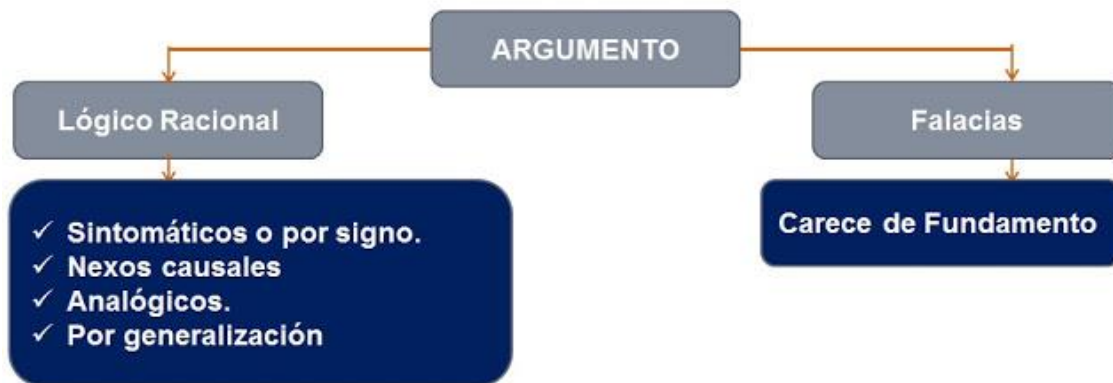 ARGUMENTO
Lógico Racional
Falacias
✓ Sintomáticos o por signo.
✓ Nexos causales
✓ Analógicos.
✓ Por generalización
Carece de Fundamento